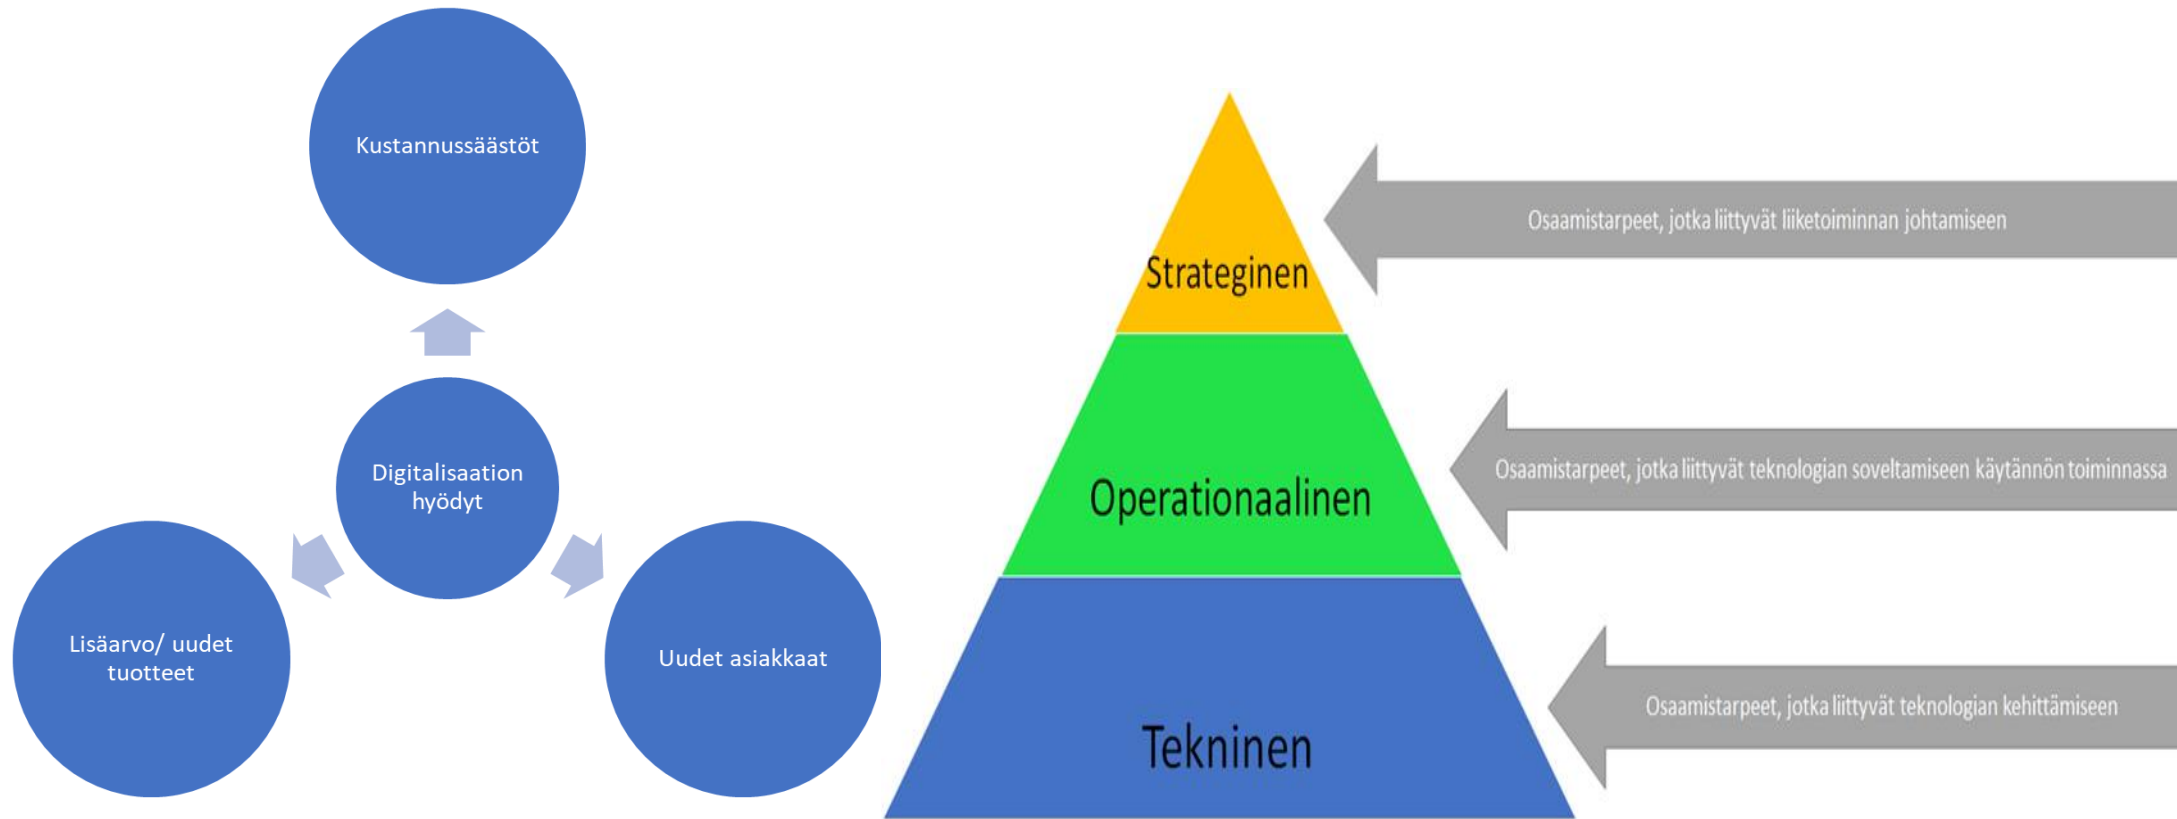 Kustannussäästöt
Digitalisaation
hyödyt
Lisäarvo/ uudet
tuotteet
Uudet asiakkaat
Strateginen
Osaamistarpeet, jotka liittyvät liiketoiminnan johtamiseen
Operationaalinen
Osaamistarpeet, jotka liittyvät teknologian soveltamiseen käytännön toiminnassa
Tekninen
Osaamistarpeet, jotka liittyvät teknologian kehittämiseen